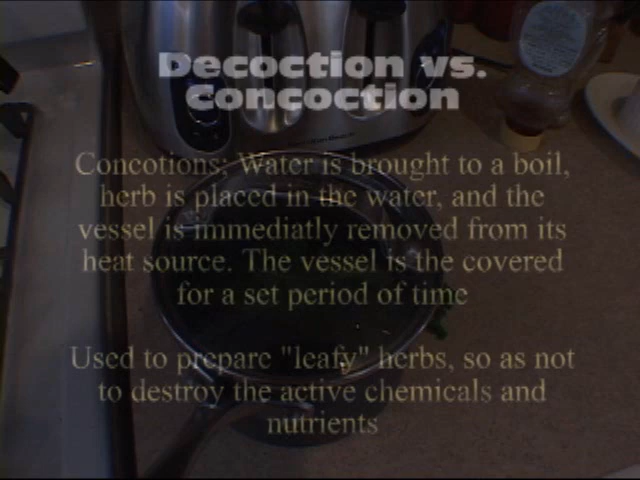 Decoction vs.
Concoction
Concotions: Water is brought to a boil,
herb is placed in the water, and the
vessel is immediatly removed from its
heat source. The vessel is the covered
for a set period of time
Used to prepare "leafy" herbs, so as not
to destroy the active chemicals and
nutrients